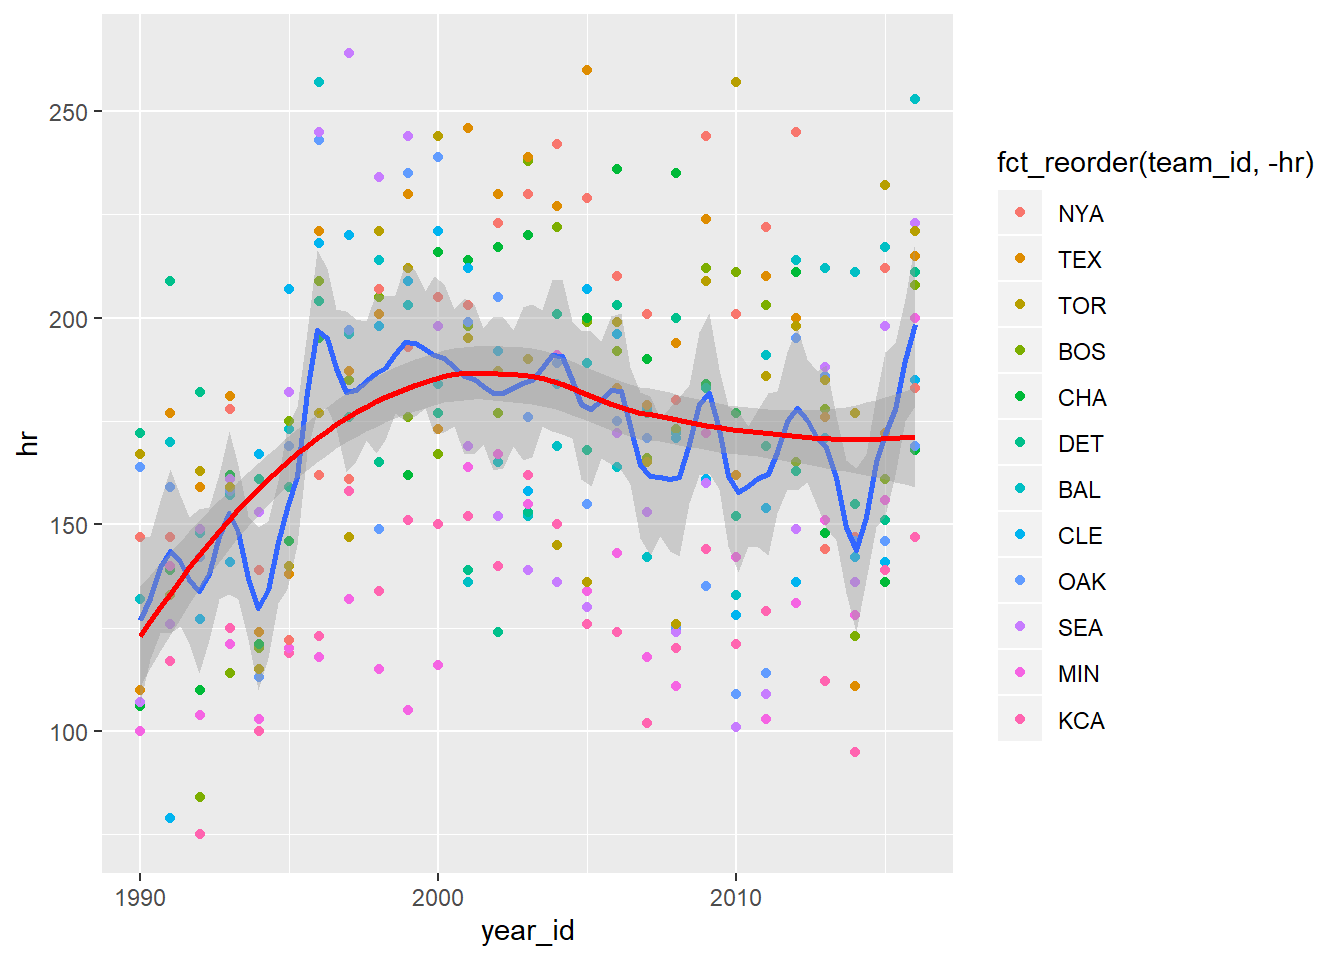 hr
250
200
150
100
1990 2000 2010
year_id
fct_reorder(team_id, -hr)
NYA
TEX
TOR
BOS
CHA
DET
BAL
CLE
OAK
SEA
MIN
KCA